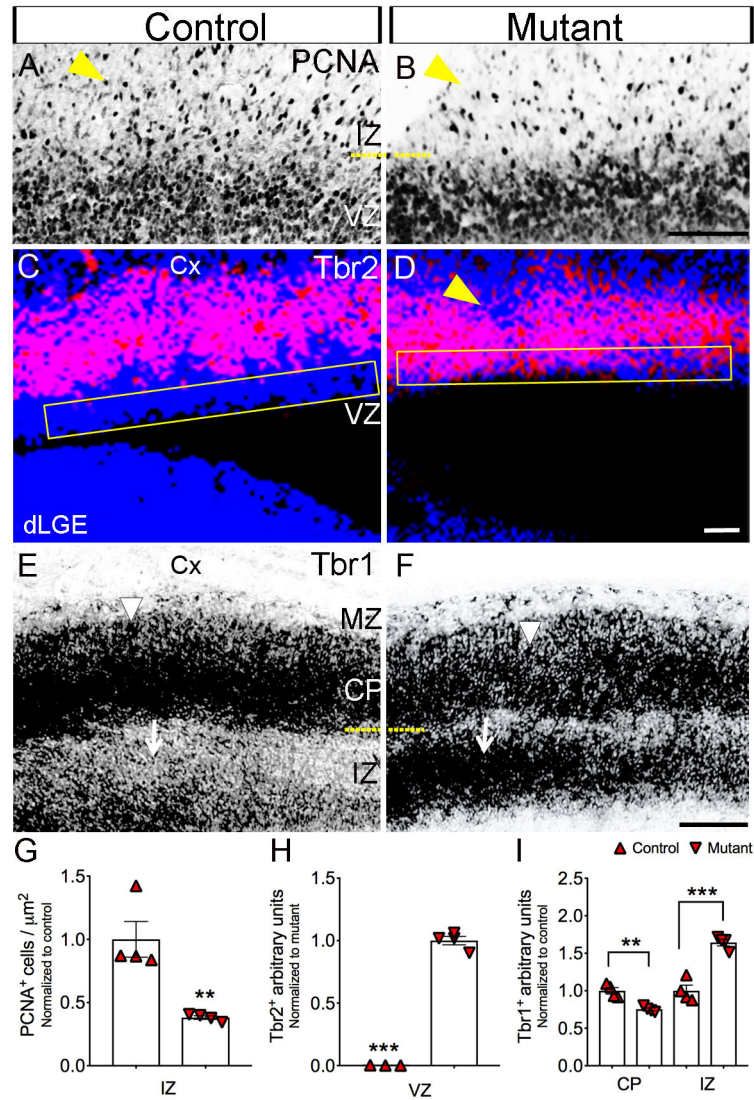 Control Mutant
A PCNA B
IZ
VZ
C Cx Tbr2 D
VZ
dLGE
E Cx Tbr1 F
MZ
CP
IZ
G H I Control Mutant
PCNA⁺ cells / μm²
Normalized to control
1.5
1.0
0.5
0.0
**
IZ
Tbr2⁺ arbitrary units
Normalized to mutant
1.5
1.0
0.5
0.0
***
VZ
Tbr1⁺ arbitrary units
Normalized to control
2.5
2.0
1.5
1.0
0.5
0.0
**
***
CP IZ